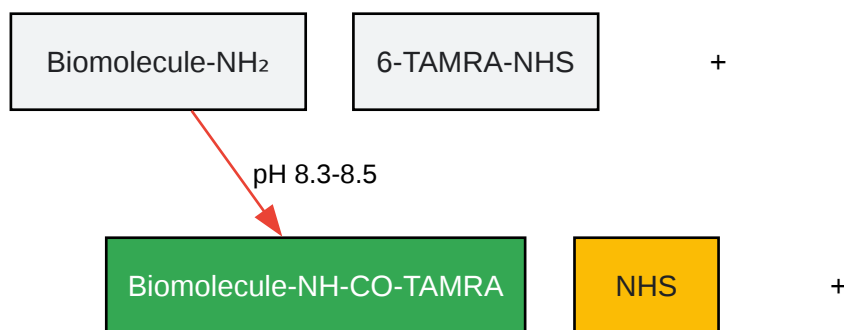 Biomolecule-NH₂ 6-TAMRA-NHS +
pH 8.3-8.5
Biomolecule-NH-CO-TAMRA NHS +